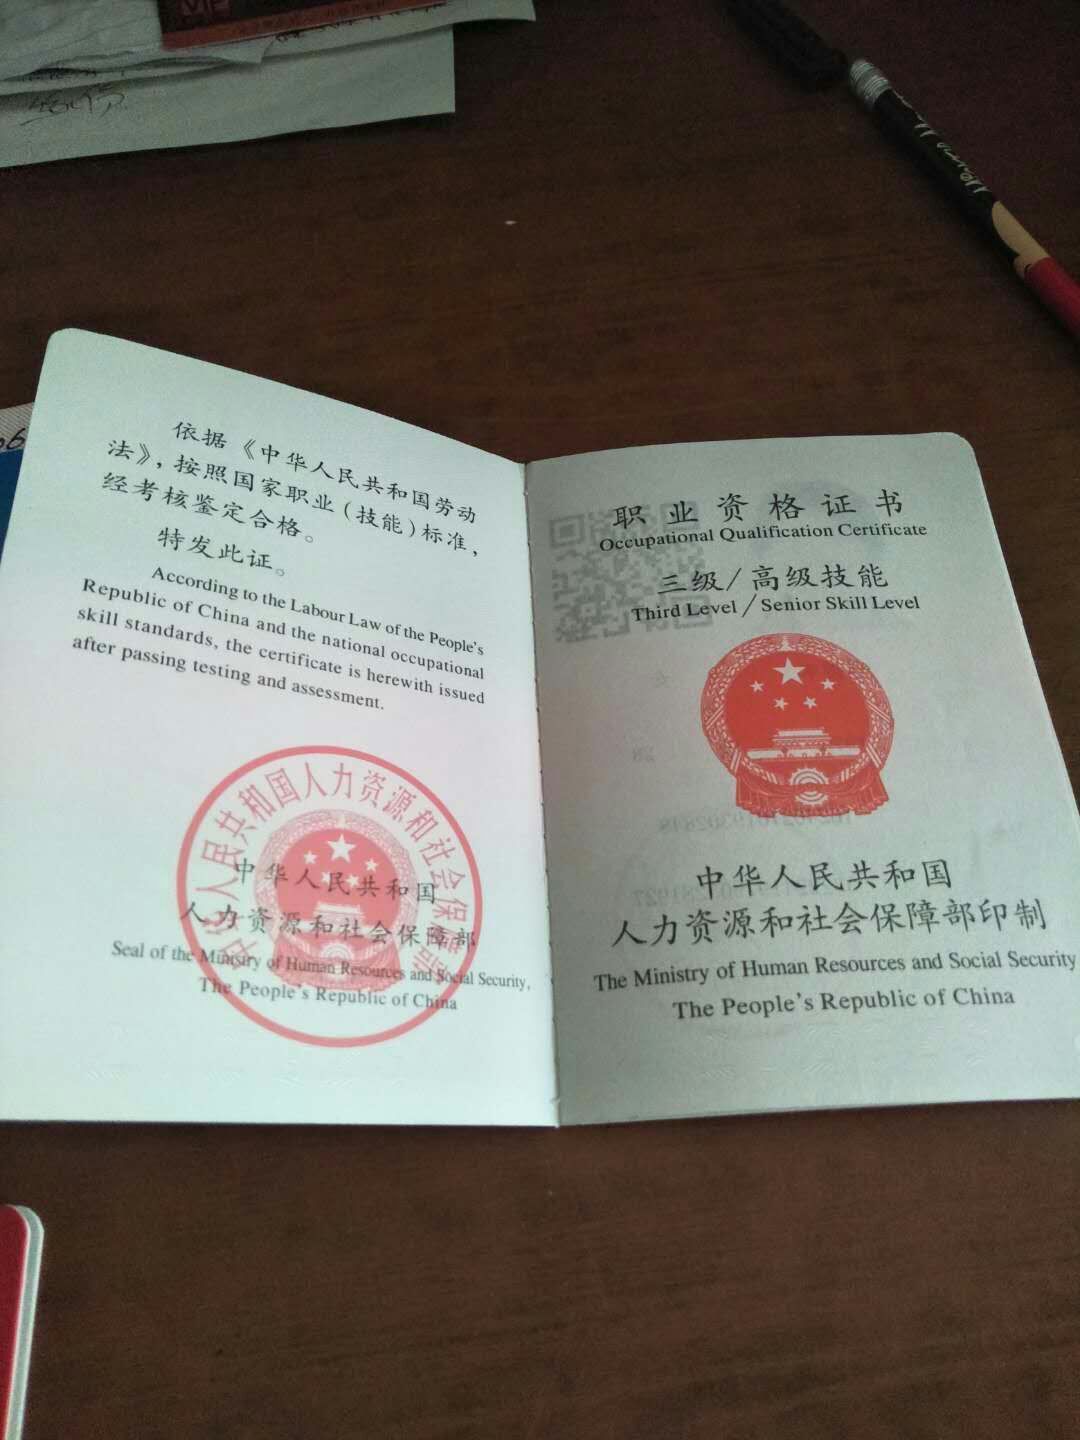 VIP
依据《中华人民共和国劳动
法》，按照国家职业（技能）标准，
经考核鉴定合格。
特发此证。
According to the Labour Law of the People's
Republic of China and the national occupational
skill standards, the certificate is herewith issued
after passing testing and assessment.
中华人民共和国人力资源和社会保障部
中华人民共和国
人力资源和社会保障部
Seal of the Ministry of Human Resources and Social Security,
The People's Republic of China
职业资格证书
Occupational Qualification Certificate
三级/高级技能
Third Level/Senior Skill Level
中华人民共和国
人力资源和社会保障部印制
The Ministry of Human Resources and Social Security
The People's Republic of China